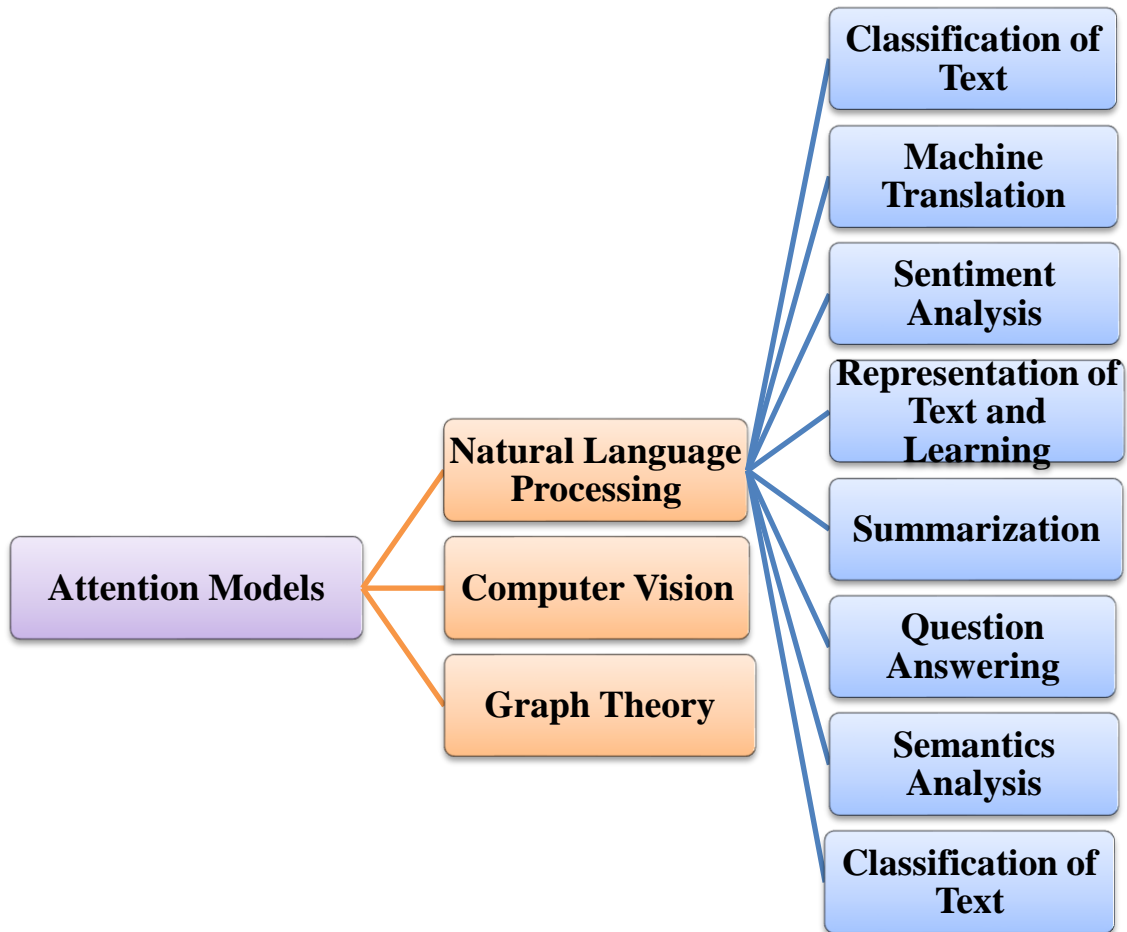 Classification of
Text
Machine
Translation
Sentiment
Analysis
Representation of
Text and
Learning
Natural Language
Processing
Summarization
Attention Models
Computer Vision
Question
Answering
Graph Theory
Semantics
Analysis
Classification of
Text